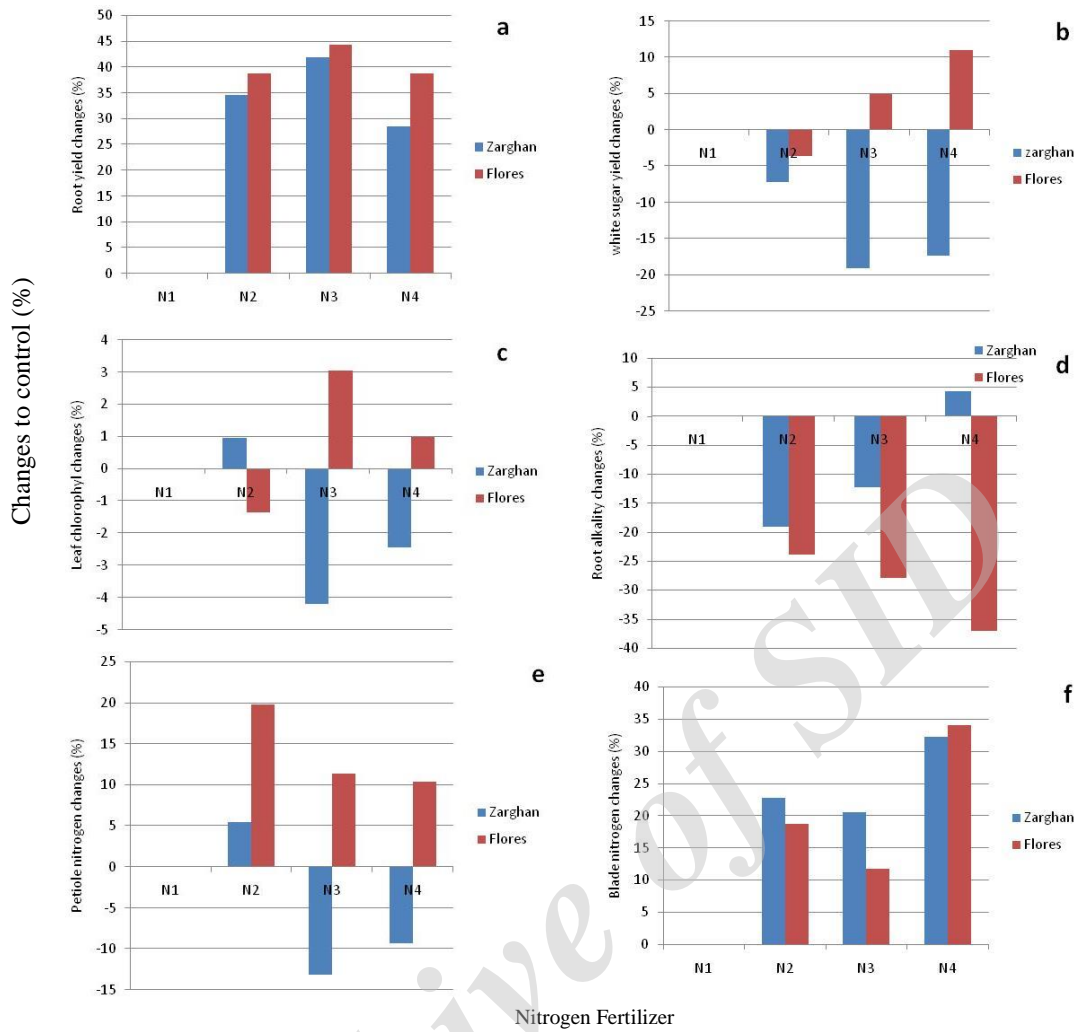 Changes to control (%)
a
Root yield changes (%)
50
45
40
35
30
25
20
15
10
5
0
N1 N2 N3 N4
Zarghan
Flores
b
white sugar yield changes (%)
15
10
5
0
-5
-10
-15
-20
-25
N1 N2 N3 N4
zarghan
Flores
c
Leaf chlorophyl changes (%)
4
3
2
1
0
-1
-2
-3
-4
-5
N1 N2 N3 N4
Zarghan
Flores
d
Root alkality changes (%)
10
5
0
-5
-10
-15
-20
-25
-30
-35
-40
N1 N2 N3 N4
Zarghan
Flores
e
Petiole nitrogen changes (%)
25
20
15
10
5
0
-5
-10
-15
N1 N2 N3 N4
Zarghan
Flores
f
Blade nitrogen changes (%)
40
35
30
25
20
15
10
5
0
N1 N2 N3 N4
Zarghan
Flores
Nitrogen Fertilizer
ive of SID